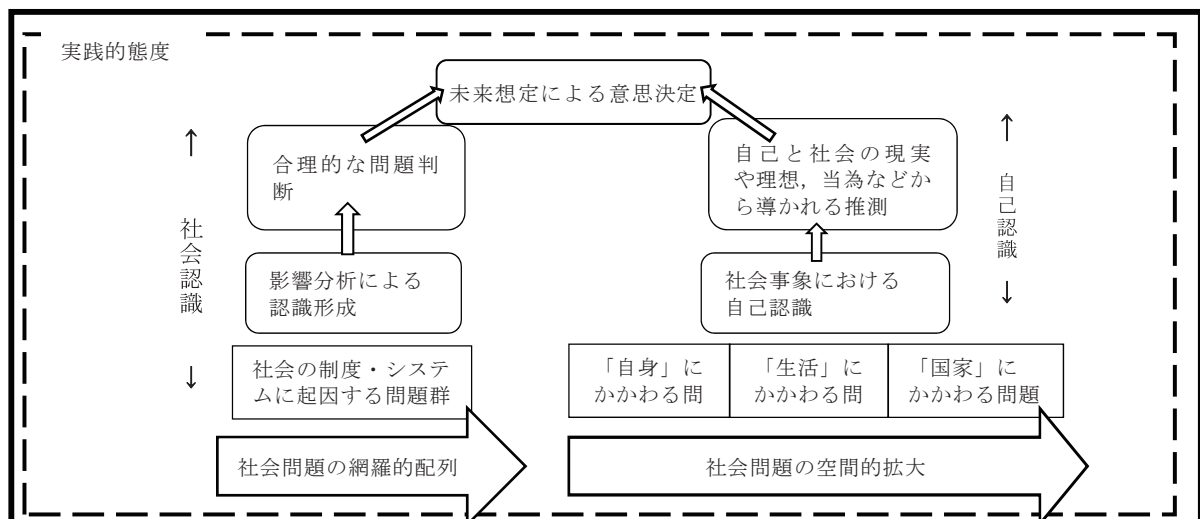 実践的態度
未来想定による意思決定
合理的な問題判
断
自己と社会の現実
や理想，当為などか
ら導かれる推測
↑
社会認識
↓
↑
自己認識
↓
影響分析による
認識形成
社会事象における
自己認識
社会の制度・システ
ムに起因する問題群
「自身」に
かかわる問
「生活」に
かかわる問
「国家」に
かかわる問題
社会問題の網羅的配列
社会問題の空間的拡大